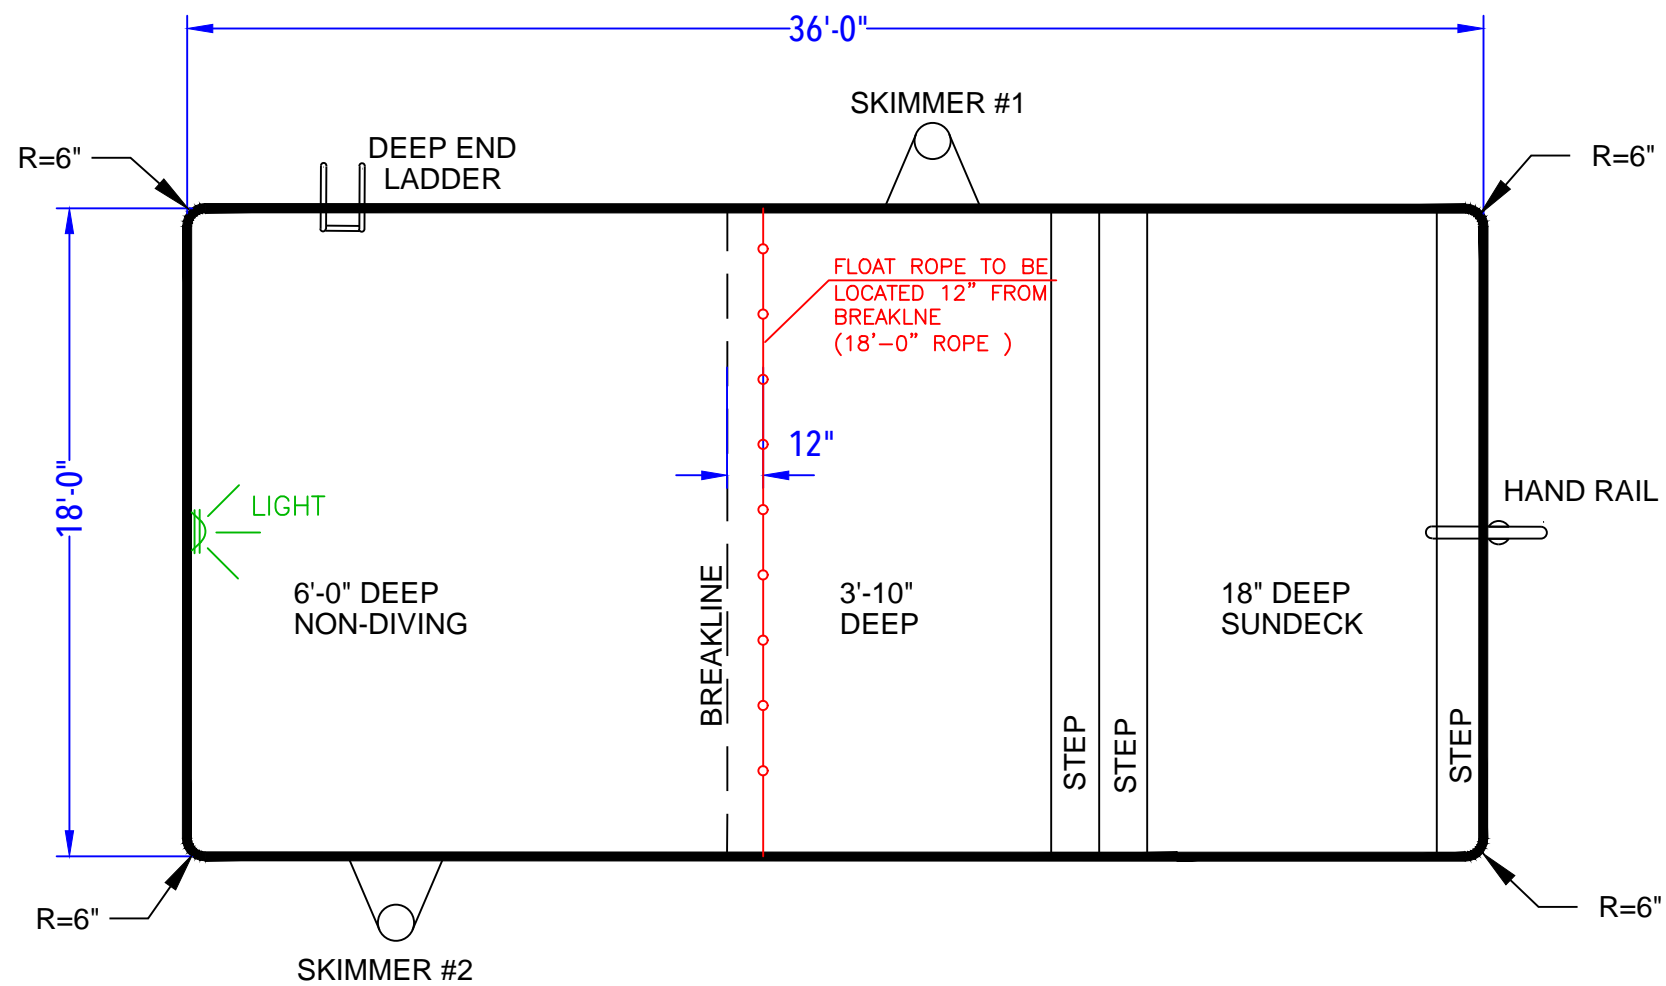 36'-0"
SKIMMER #1
DEEP END
LADDER
R=6"
R=6"
FLOAT ROPE TO BE
LOCATED 12" FROM
BREAKLNE
(18'-0" ROPE )
12"
18'-0"
LIGHT
HAND RAIL
6'-0" DEEP
NON-DIVING
BREAKLINE
3'-10"
DEEP
18" DEEP
SUNDECK
STEP
STEP
STEP
R=6"
R=6"
SKIMMER #2